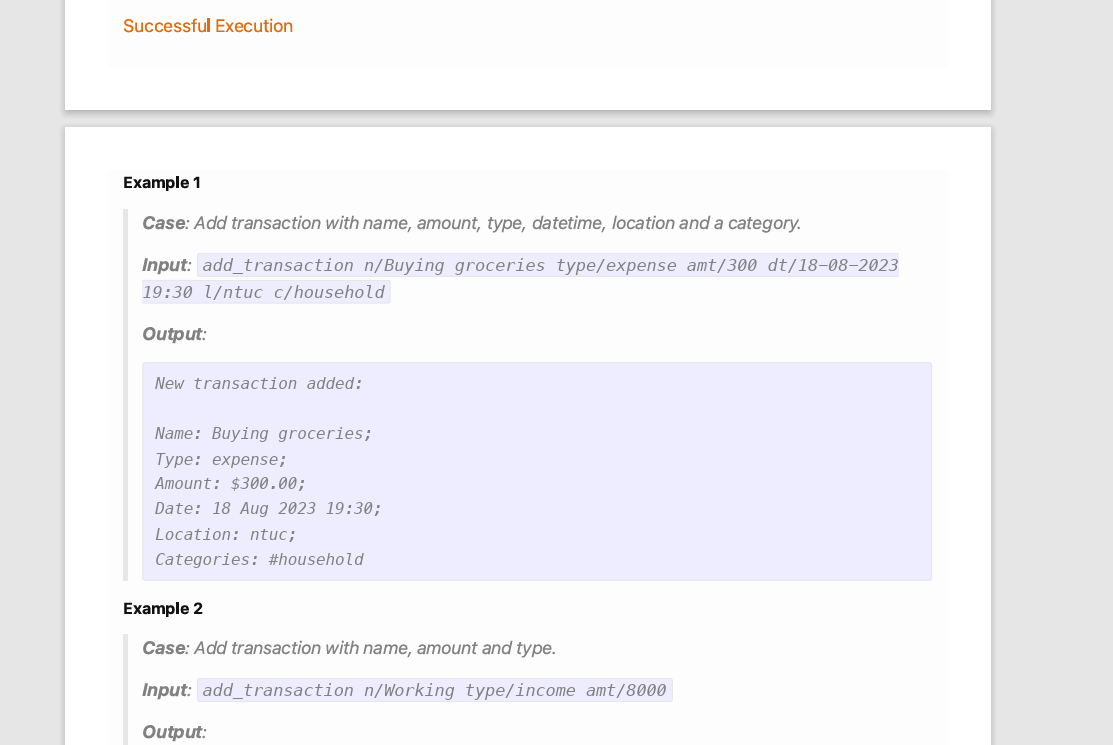 Successful Execution
Example 1
Case: Add transaction with name, amount, type, datetime, location and a category.
Input: add_transaction n/Buying groceries type/expense amt/300 dt/18-08-2023
19:30 l/ntuc c/household
Output:
New transaction added:
Name: Buying groceries;
Type: expense;
Amount: $300.00;
Date: 18 Aug 2023 19:30;
Location: ntuc;
Categories: #household
Example 2
Case: Add transaction with name, amount and type.
Input: add_transaction n/Working type/income amt/8000
Output: